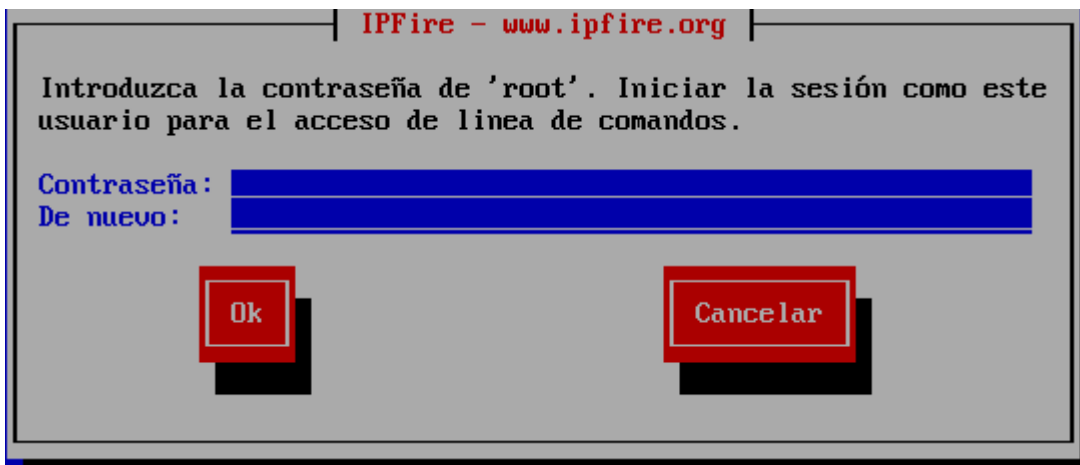 IPFire - www.ipfire.org
Introduzca la contraseña de 'root'. Iniciar la sesión como este
usuario para el acceso de linea de comandos.
Contraseña:
De nuevo:
Ok
Cancelar